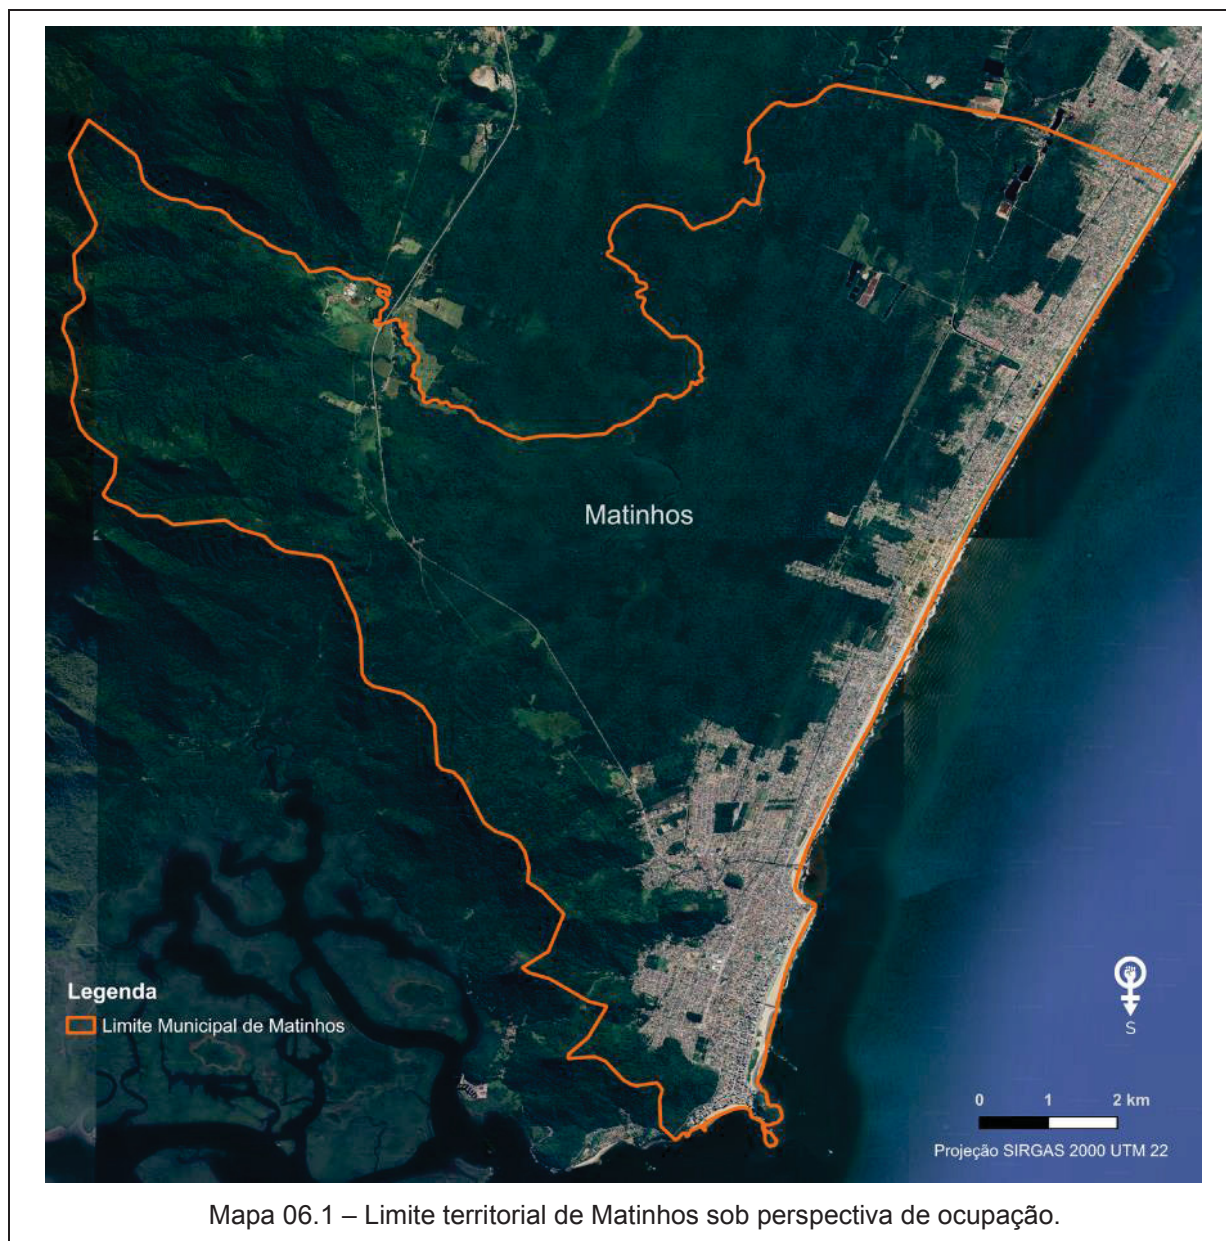 Matinhos
Legenda
Limite Municipal de Matinhos
S
0 1 2 km
Projeção SIRGAS 2000 UTM 22
Mapa 06.1 – Limite territorial de Matinhos sob perspectiva de ocupação.